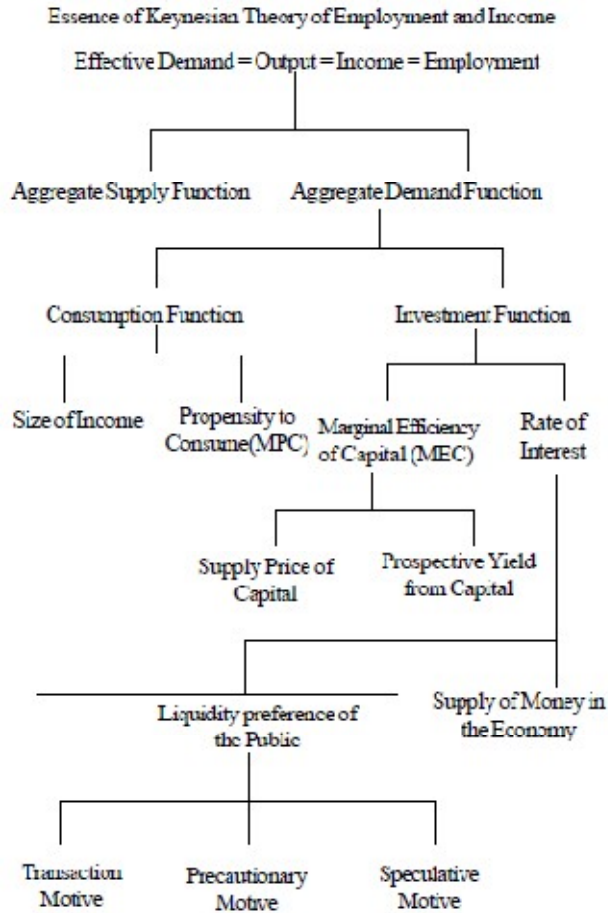 Essence of Keynesian Theory of Employment and Income
Effective Demand = Output = Income = Employment
Aggregate Supply Function
Aggregate Demand Function
Consumption Function
Investment Function
Size of Income
Propensity to
Consume(MPC)
Marginal Efficiency
of Capital (MEC)
Rate of
Interest
Supply Price of
Capital
Prospective Yield
from Capital
Liquidity preference of
the Public
Supply of Money in
the Economy
Transaction
Motive
Precautionary
Motive
Speculative
Motive